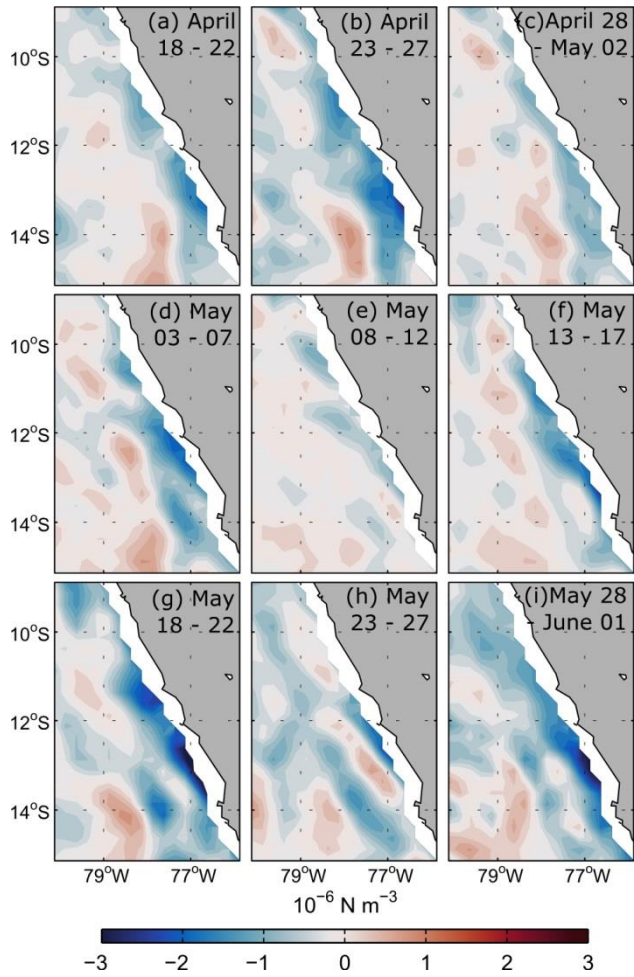 (a) April
18 - 22
(b) April
23 - 27
(c)April 28
- May 02
10°S
12°S
14°S
(d) May
03 - 07
(e) May
08 - 12
(f) May
13 - 17
10°S
12°S
14°S
(g) May
18 - 22
(h) May
23 - 27
(i)May 28
- June 01
10°S
12°S
14°S
79°W 77°W 79°W 77°W 79°W 77°W
10⁻⁶ N m⁻³
−3 −2 −1 0 1 2 3